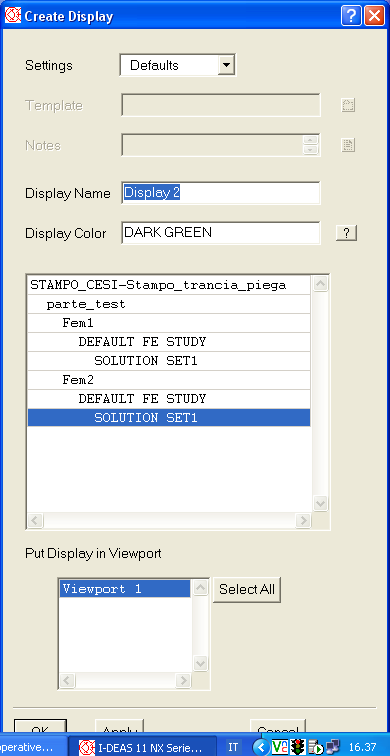 Create Display
Settings Defaults
Template
Notes
Display Name Display 2
Display Color DARK GREEN ?
STAMPO_CESI-Stampo_trancia_piega
parte_test
Fem1
DEFAULT FE STUDY
SOLUTION SET1
Fem2
DEFAULT FE STUDY
SOLUTION SET1
Put Display in Viewport
Viewport 1 Select All
OK Apply Cancel
operative... I-DEAS 11 NX Serie... IT 16.37